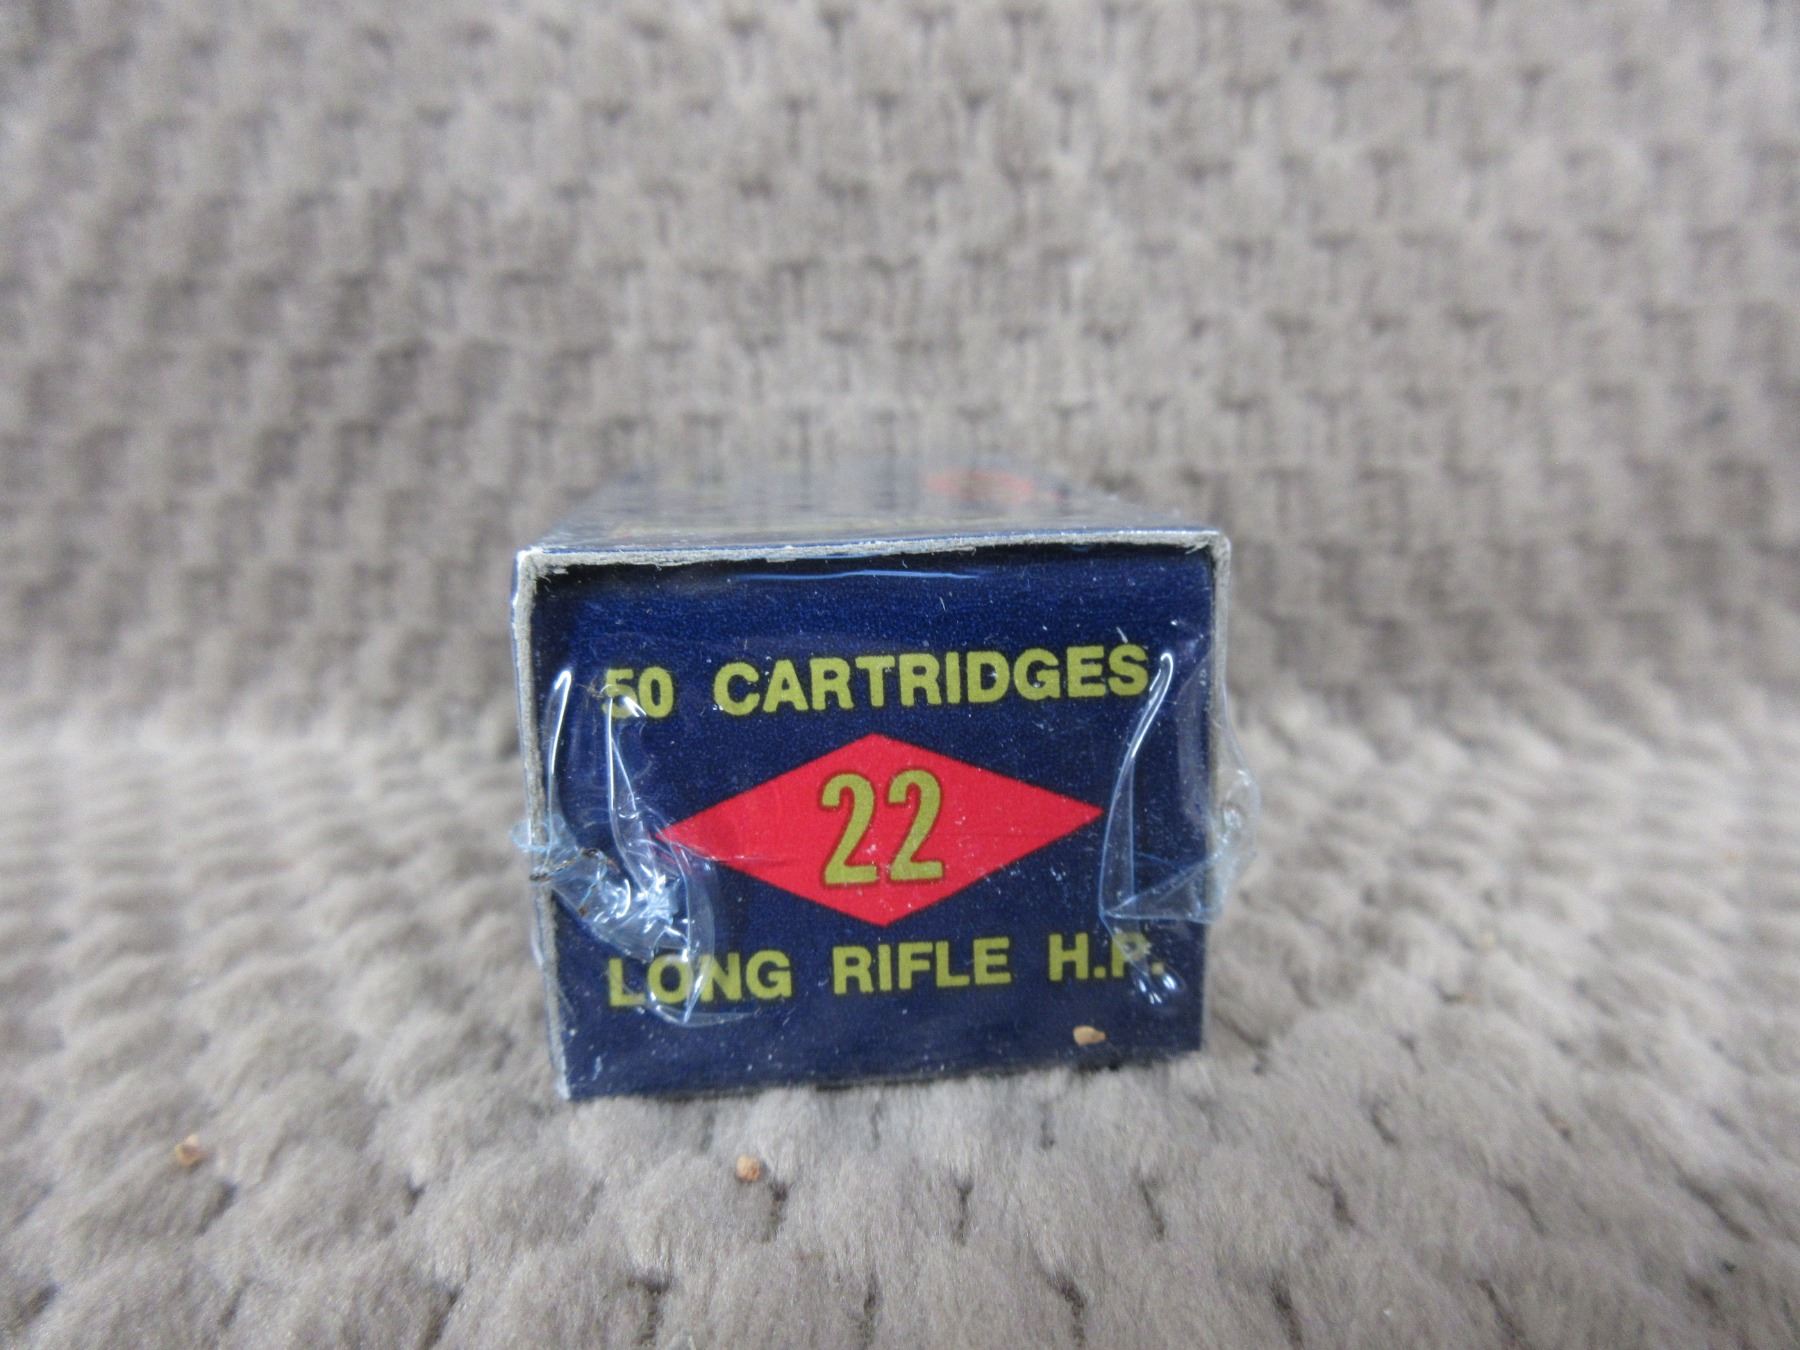 50 CARTRIDGES
22
LONG RIFLE H.P.